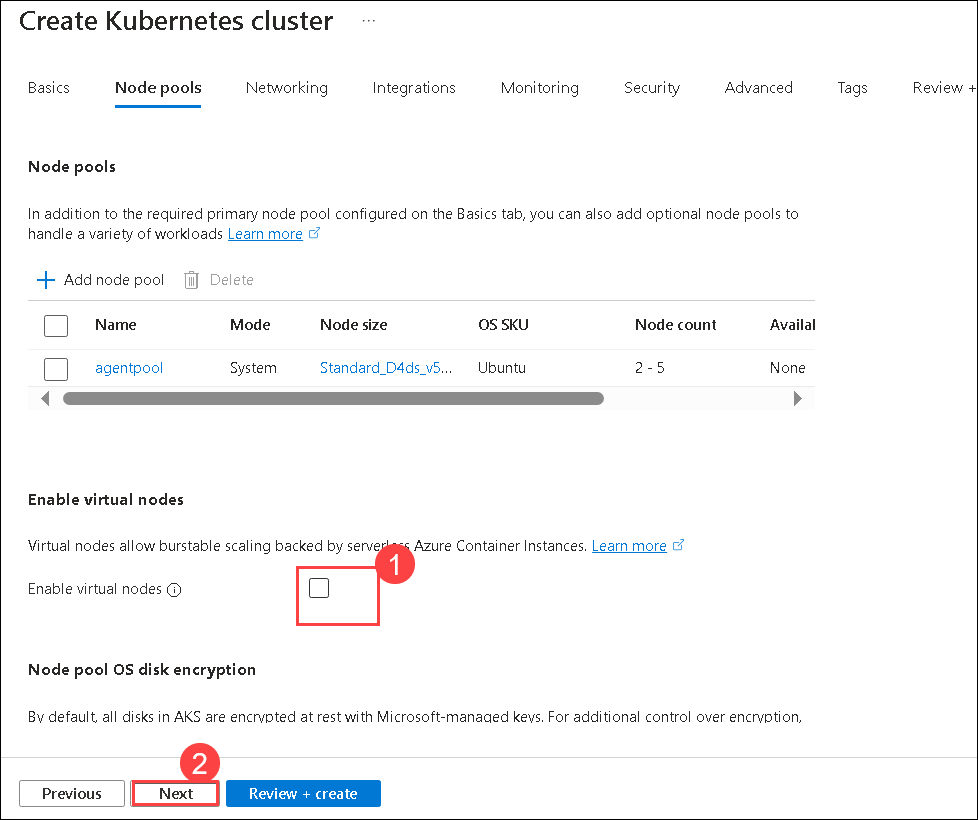 Create Kubernetes cluster ...
Basics Node pools Networking Integrations Monitoring Security Advanced Tags Review +
Node pools
In addition to the required primary node pool configured on the Basics tab, you can also add optional node pools to
handle a variety of workloads Learn more
Add node pool Delete
Name Mode Node size OS SKU Node count Availal
agentpool System Standard_D4ds_v5... Ubuntu 2 - 5 None
Enable virtual nodes
Virtual nodes allow burstable scaling backed by serverless Azure Container Instances. Learn more
1
Enable virtual nodes
Node pool OS disk encryption
By default, all disks in AKS are encrypted at rest with Microsoft-managed keys. For additional control over encryption,
2
Previous Next Review + create